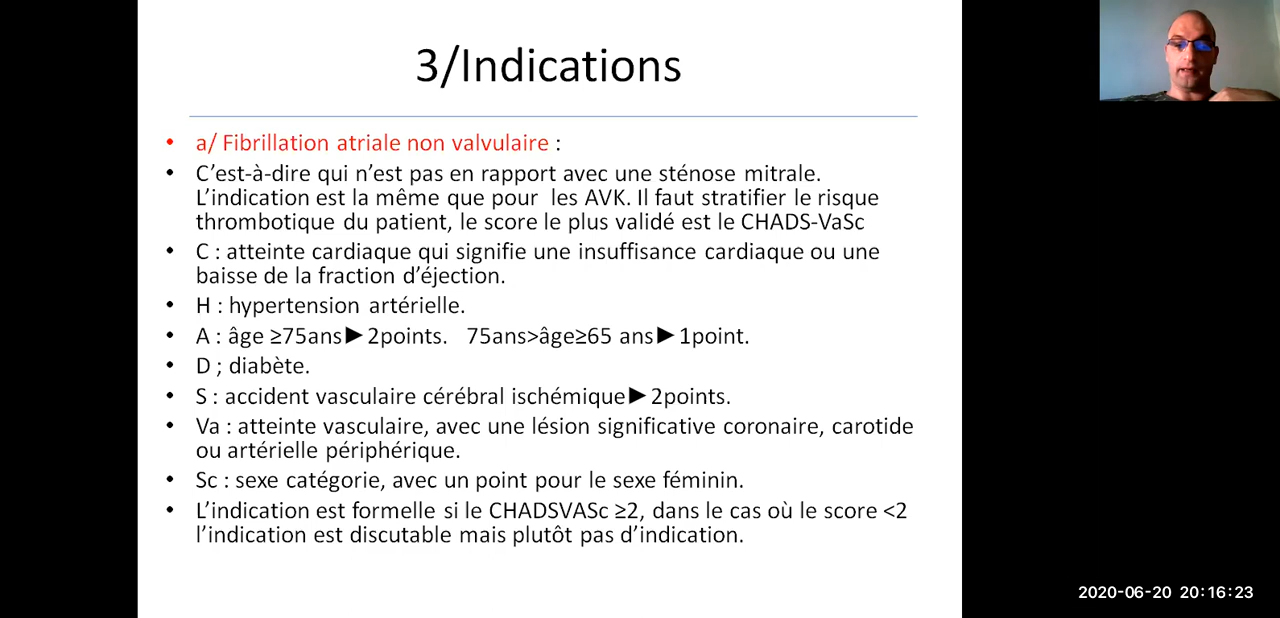 3/Indications
• a/ Fibrillation atriale non valvulaire :
• C’est-à-dire qui n’est pas en rapport avec une sténose mitrale.
L’indication est la même que pour les AVK. Il faut stratifier le risque
thrombotique du patient, le score le plus validé est le CHADS-VaSc
• C : atteinte cardiaque qui signifie une insuffisance cardiaque ou une
baisse de la fraction d’éjection.
• H : hypertension artérielle.
• A : âge ≥75ans►2points. 75ans>âge≥65 ans►1point.
• D ; diabète.
• S : accident vasculaire cérébral ischémique►2points.
• Va : atteinte vasculaire, avec une lésion significative coronaire, carotide
ou artérielle périphérique.
• Sc : sexe catégorie, avec un point pour le sexe féminin.
• L’indication est formelle si le CHADSVASc ≥2, dans le cas où le score <2
l’indication est discutable mais plutôt pas d’indication.
2020-06-20 20:16:23